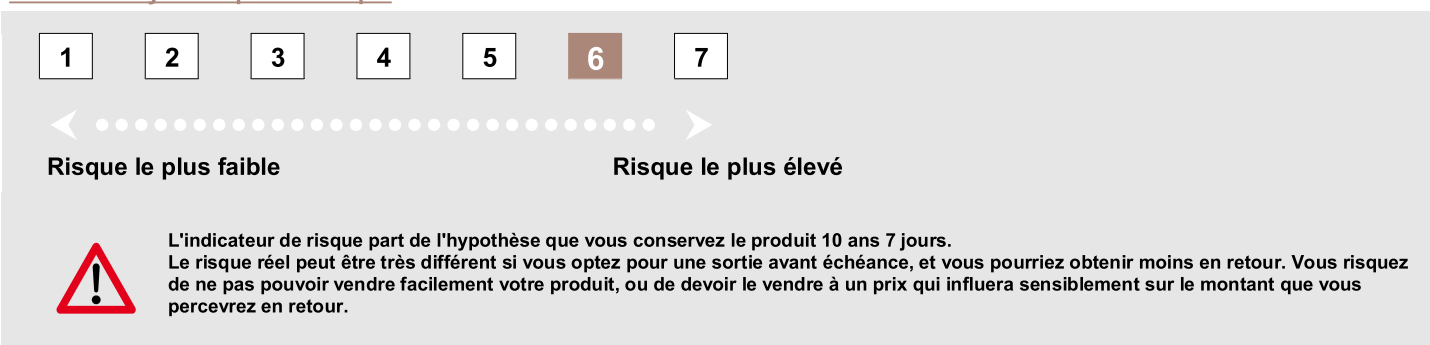 1 2 3 4 5 6 7
Risque le plus faible Risque le plus élevé
L'indicateur de risque part de l'hypothèse que vous conservez le produit 10 ans 7 jours.
Le risque réel peut être très différent si vous optez pour une sortie avant échéance, et vous pourriez obtenir moins en retour. Vous risquez
de ne pas pouvoir vendre facilement votre produit, ou de devoir le vendre à un prix qui influera sensiblement sur le montant que vous
percevrez en retour.